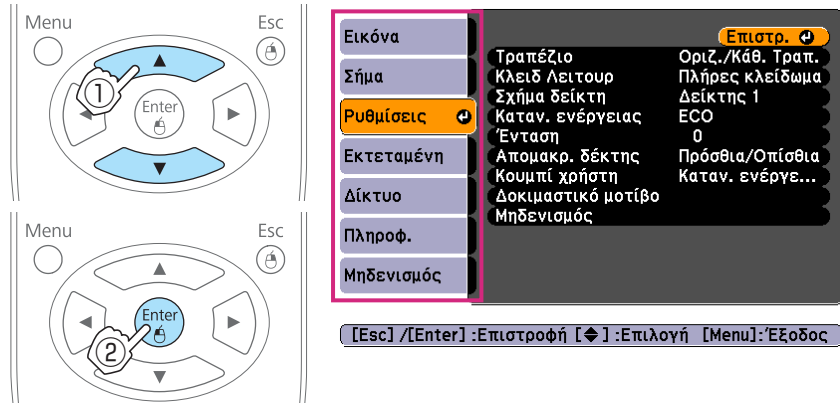 Menu
Esc
Enter
1
Menu
Esc
Enter
2
Εικόνα
Σήμα
Ρυθμίσεις
Εκτεταμένη
Δίκτυο
Πληροφ.
Μηδενισμός
Επιστρ.
Τραπέζιο Οριζ./Κάθ. Τραπ.
Κλειδ Λειτουρ Πλήρες κλείδωμα
Σχήμα δείκτη Δείκτης 1
Καταν. ενέργειας ECO
Ένταση 0
Απομακρ. δέκτης Πρόσθια/Οπίσθια
Κουμπί χρήστη Καταν. ενέργε...
Δοκιμαστικό μοτίβο
Μηδενισμός
[Esc] /[Enter] :Επιστροφή [◆] :Επιλογή [Menu]:Έξοδος